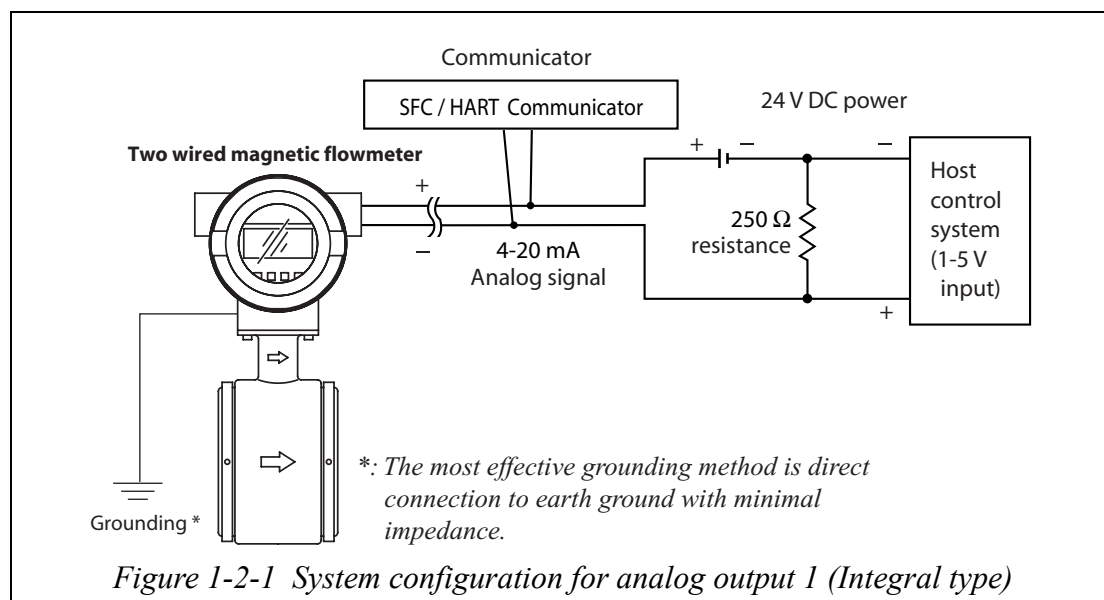 Communicator
SFC / HART Communicator
24 V DC power
Two wired magnetic flowmeter
+
−
+
−
−
4-20 mA
Analog signal
250 Ω
resistance
Host
control
system
(1-5 V
input)
+
Grounding *
*: The most effective grounding method is direct
connection to earth ground with minimal
impedance.
Figure 1-2-1 System configuration for analog output 1 (Integral type)